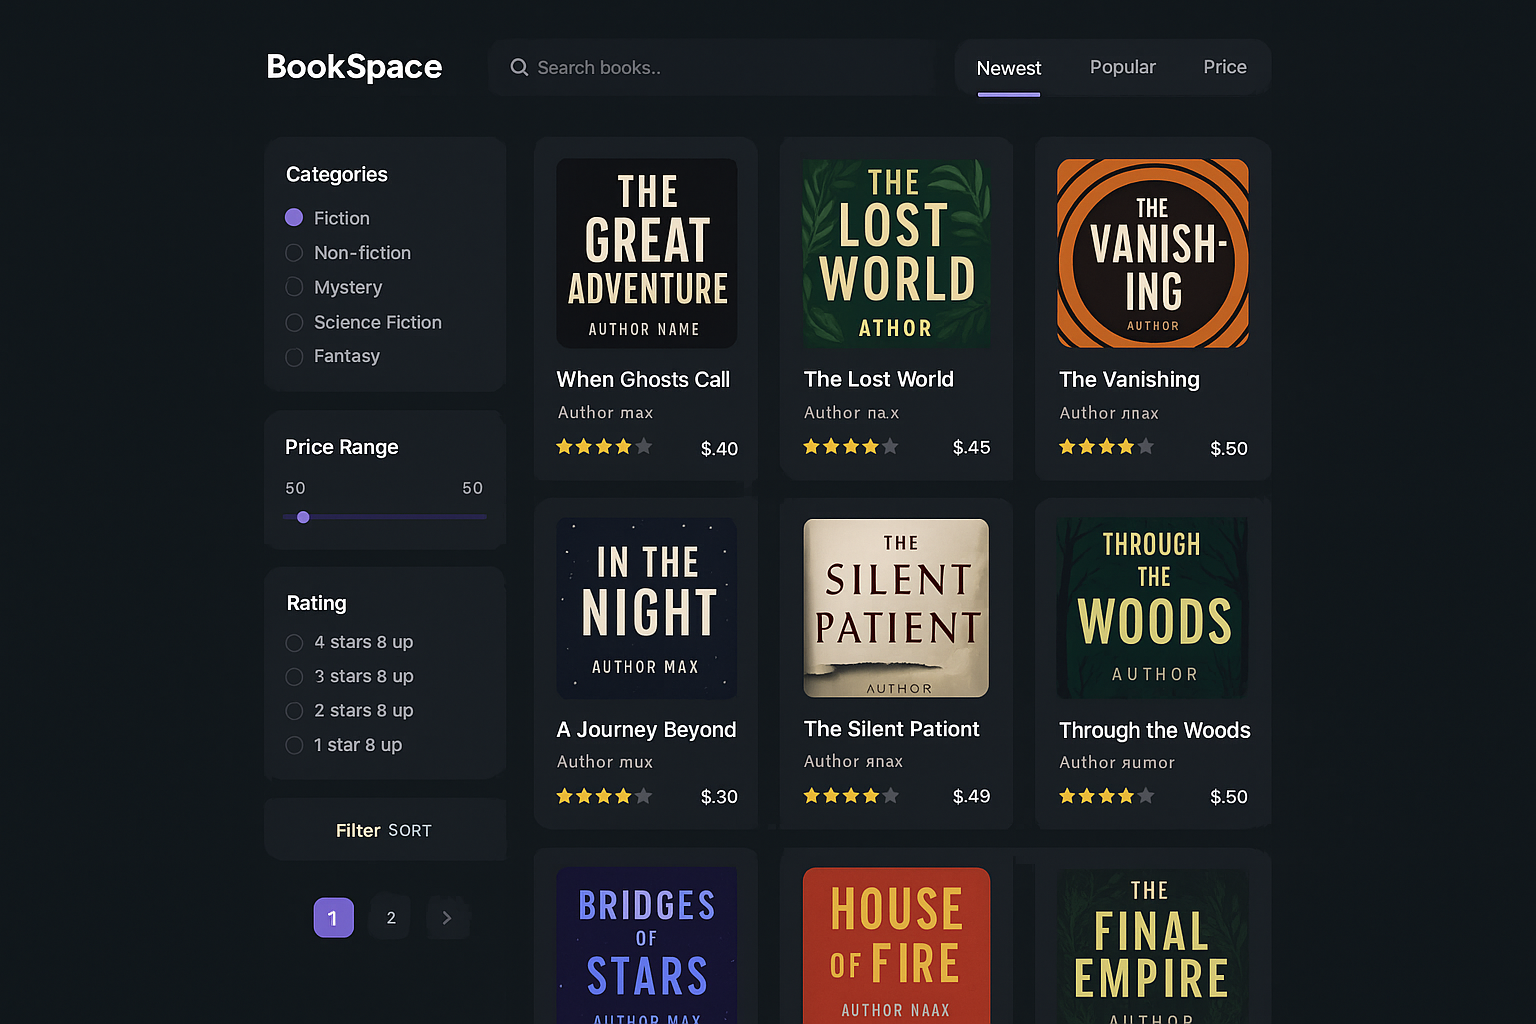 BookSpace
Search books..
Newest
Popular
Price
Categories
Fiction
Non-fiction
Mystery
Science Fiction
Fantasy
Price Range
50
50
Rating
4 stars 8 up
3 stars 8 up
2 stars 8 up
1 star 8 up
Filter SORT
1
2
THE
GREAT
ADVENTURE
AUTHOR NAME
When Ghosts Call
Author max
$.40
THE
LOST
WORLD
ATHOR
The Lost World
Author na.x
$.45
THE
VANISH-
ING
AUTHOR
The Vanishing
Author лпах
$.50
IN THE
NIGHT
AUTHOR MAX
A Journey Beyond
Author mux
$.30
THE
SILENT
PATIENT
AUTHOR
The Silent Pationt
Author яnax
$.49
THROUGH
THE
WOODS
AUTHOR
Through the Woods
Author яumor
$.50
BRIDGES
OF
STARS
AUTHOR MAX
HOUSE
OF FIRE
AUTHOR NAAX
THE
FINAL
EMPIRE
AUTHOR